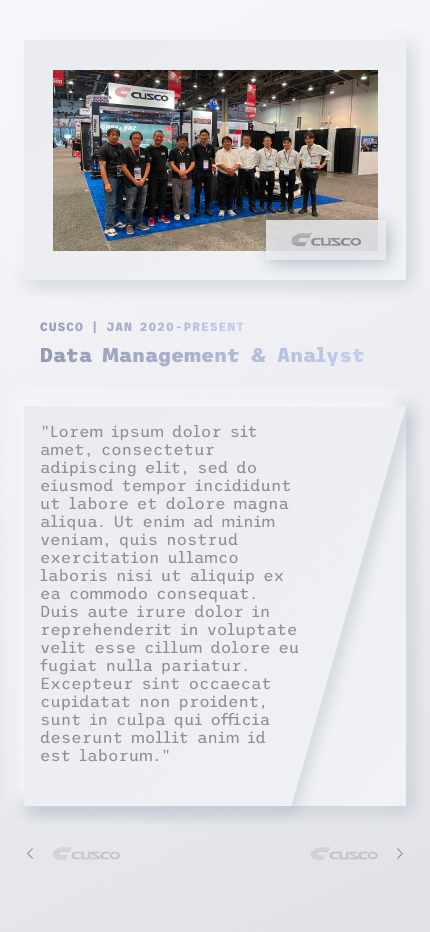 CUSCO
CUSCO
CUSCO | JAN 2020-PRESENT
Data Management & Analyst
"Lorem ipsum dolor sit
amet, consectetur
adipiscing elit, sed do
eiusmod tempor incididunt
ut labore et dolore magna
aliqua. Ut enim ad minim
veniam, quis nostrud
exercitation ullamco
laboris nisi ut aliquip ex
ea commodo consequat.
Duis aute irure dolor in
reprehenderit in voluptate
velit esse cillum dolore eu
fugiat nulla pariatur.
Excepteur sint occaecat
cupidatat non proident,
sunt in culpa qui officia
deserunt mollit anim id
est laborum."
CUSCO CUSCO